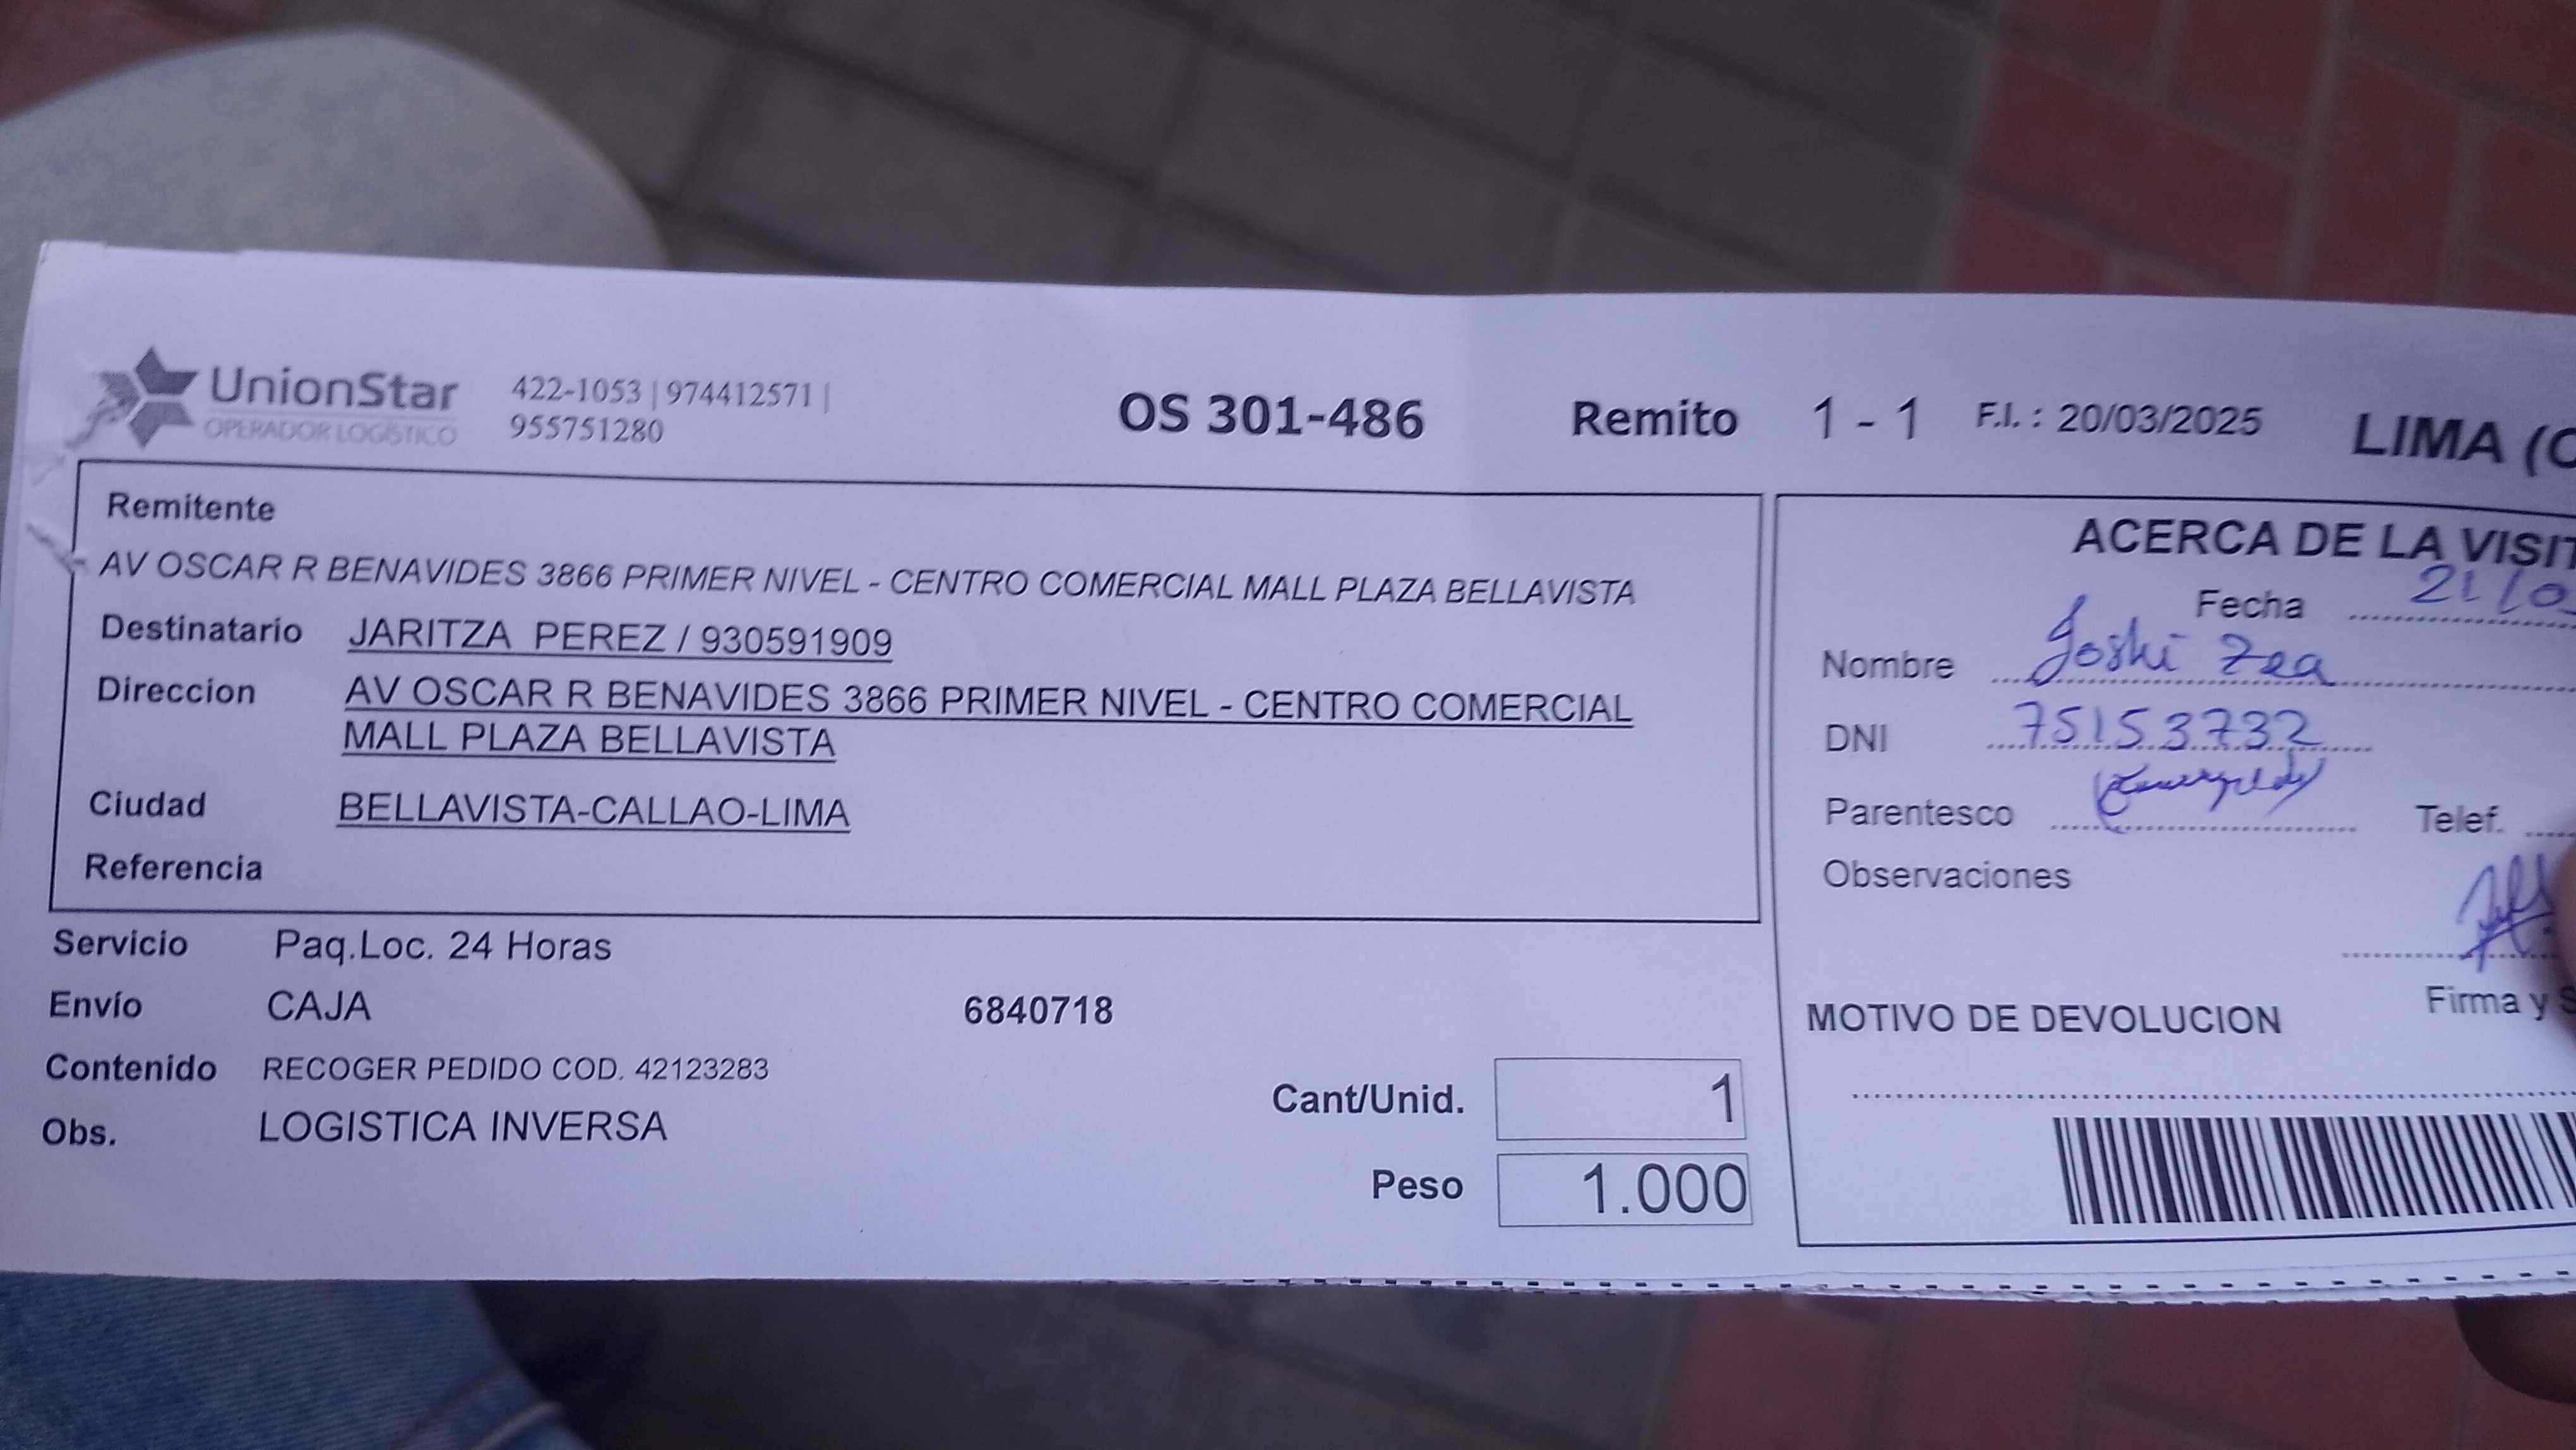 UnionStar
OPERADOR LOGÍSTICO
422-1053 | 974412571 |
955751280
OS 301-486 Remito 1 - 1 F.I. : 20/03/2025 LIMA (C
Remitente
AV OSCAR R BENAVIDES 3866 PRIMER NIVEL - CENTRO COMERCIAL MALL PLAZA BELLAVISTA
Destinatario JARITZA PEREZ / 930591909
Direccion AV OSCAR R BENAVIDES 3866 PRIMER NIVEL - CENTRO COMERCIAL
MALL PLAZA BELLAVISTA
Ciudad BELLAVISTA-CALLAO-LIMA
Referencia
Servicio Paq.Loc. 24 Horas
Envío CAJA 6840718
Contenido RECOGER PEDIDO COD. 42123283
Obs. LOGISTICA INVERSA
Cant/Unid. 1
Peso 1.000
ACERCA DE LA VISIT
Fecha 21/0
Nombre Joshi Zea
DNI 75153732
Parentesco
Telef.
Observaciones
Firma y S
MOTIVO DE DEVOLUCION